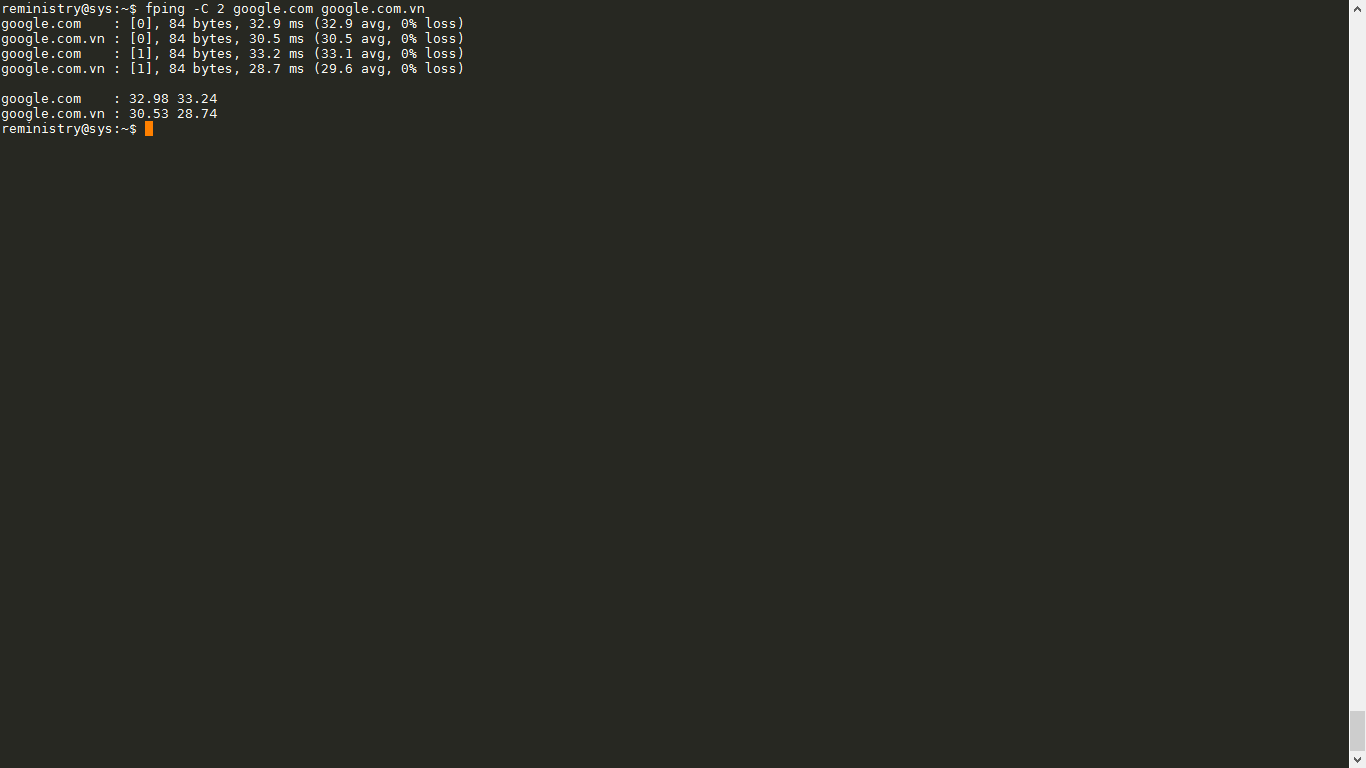 reministry@sys:~$ fping -C 2 google.com google.com.vn
google.com    : [0], 84 bytes, 32.9 ms (32.9 avg, 0% loss)
google.com.vn : [0], 84 bytes, 30.5 ms (30.5 avg, 0% loss)
google.com    : [1], 84 bytes, 33.2 ms (33.1 avg, 0% loss)
google.com.vn : [1], 84 bytes, 28.7 ms (29.6 avg, 0% loss)

google.com    : 32.98 33.24
google.com.vn : 30.53 28.74
reministry@sys:~$